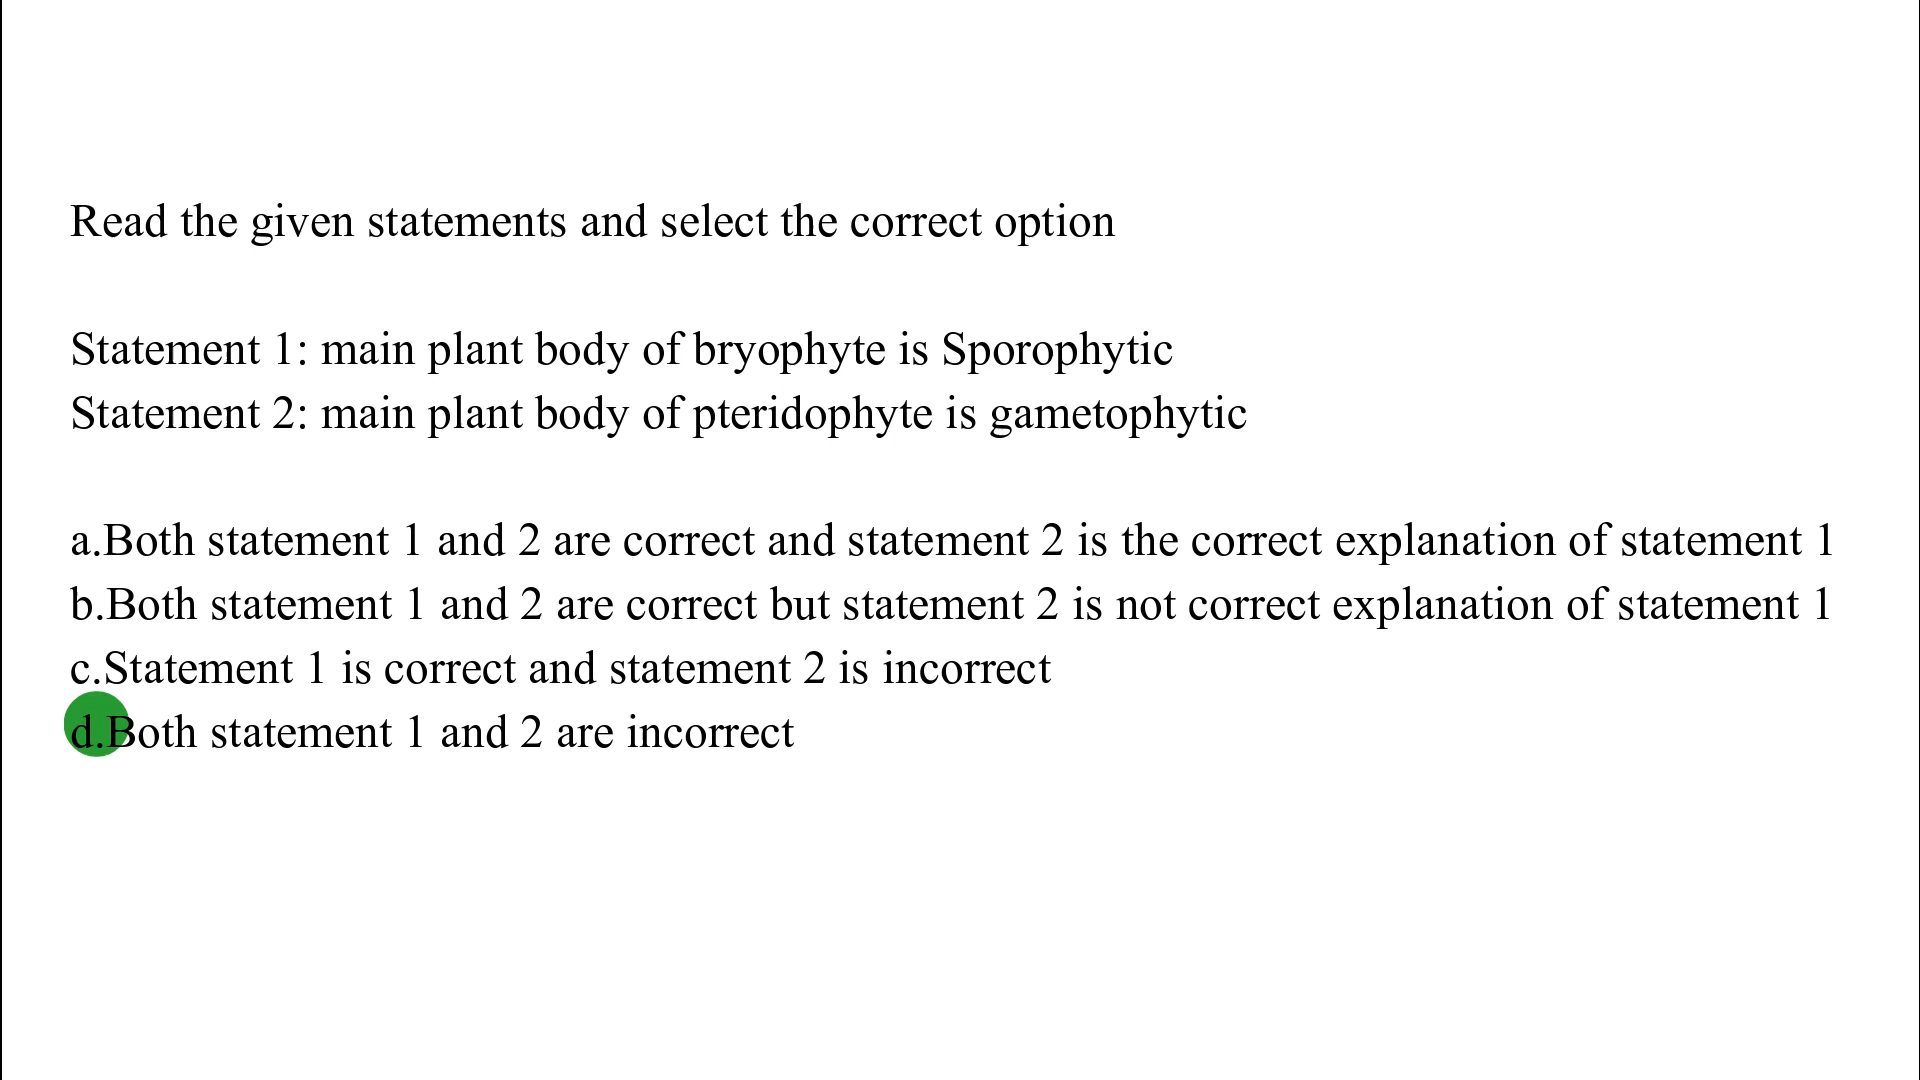 Read the given statements and select the correct option
Statement 1: main plant body of bryophyte is Sporophytic
Statement 2: main plant body of pteridophyte is gametophytic
a.Both statement 1 and 2 are correct and statement 2 is the correct explanation of statement 1
b.Both statement 1 and 2 are correct but statement 2 is not correct explanation of statement 1
c.Statement 1 is correct and statement 2 is incorrect
d.Both statement 1 and 2 are incorrect